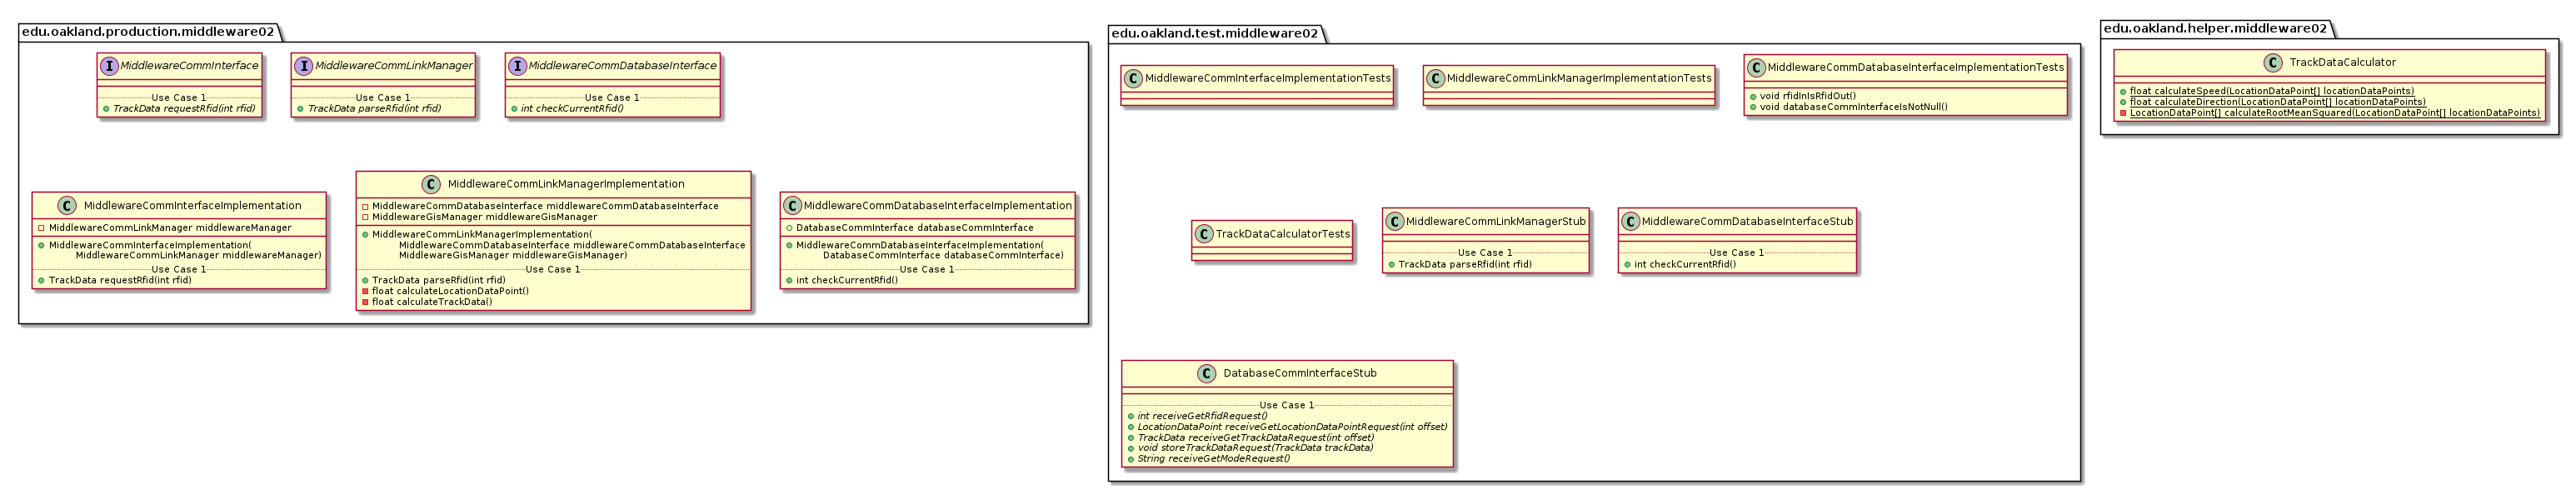 edu.oakland.production.middleware02
I MiddlewareCommInterface
Use Case 1
TrackData requestRfid(int rfid)
I MiddlewareCommLinkManager
Use Case 1
TrackData parseRfid(int rfid)
I MiddlewareCommDatabaseInterface
Use Case 1
int checkCurrentRfid()
C MiddlewareCommInterfaceImplementation
MiddlewareCommLinkManager middlewareManager
MiddlewareCommInterfaceImplementation(
MiddlewareCommLinkManager middlewareManager)
Use Case 1
TrackData requestRfid(int rfid)
C MiddlewareCommLinkManagerImplementation
MiddlewareCommDatabaseInterface middlewareCommDatabaseInterface
MiddlewareGisManager middlewareGisManager
MiddlewareCommLinkManagerImplementation(
MiddlewareCommDatabaseInterface middlewareCommDatabaseInterface
MiddlewareGisManager middlewareGisManager)
Use Case 1
TrackData parseRfid(int rfid)
float calculateLocationDataPoint()
float calculateTrackData()
C MiddlewareCommDatabaseInterfaceImplementation
DatabaseCommInterface databaseCommInterface
MiddlewareCommDatabaseInterfaceImplementation(
DatabaseCommInterface databaseCommInterface)
Use Case 1
int checkCurrentRfid()
edu.oakland.test.middleware02
C MiddlewareCommInterfaceImplementationTests
C MiddlewareCommLinkManagerImplementationTests
C MiddlewareCommDatabaseInterfaceImplementationTests
void rfidInIsRfidOut()
void databaseCommInterfaceIsNotNull()
C TrackDataCalculatorTests
C MiddlewareCommLinkManagerStub
Use Case 1
TrackData parseRfid(int rfid)
C MiddlewareCommDatabaseInterfaceStub
Use Case 1
int checkCurrentRfid()
C DatabaseCommInterfaceStub
Use Case 1
int receiveGetRfidRequest()
LocationDataPoint receiveGetLocationDataPointRequest(int offset)
TrackData receiveGetTrackDataRequest(int offset)
void storeTrackDataRequest(TrackData trackData)
String receiveGetModeRequest()
edu.oakland.helper.middleware02
C TrackDataCalculator
float calculateSpeed(LocationDataPoint[] locationDataPoints)
float calculateDirection(LocationDataPoint[] locationDataPoints)
LocationDataPoint[] calculateRootMeanSquared(LocationDataPoint[] locationDataPoints)